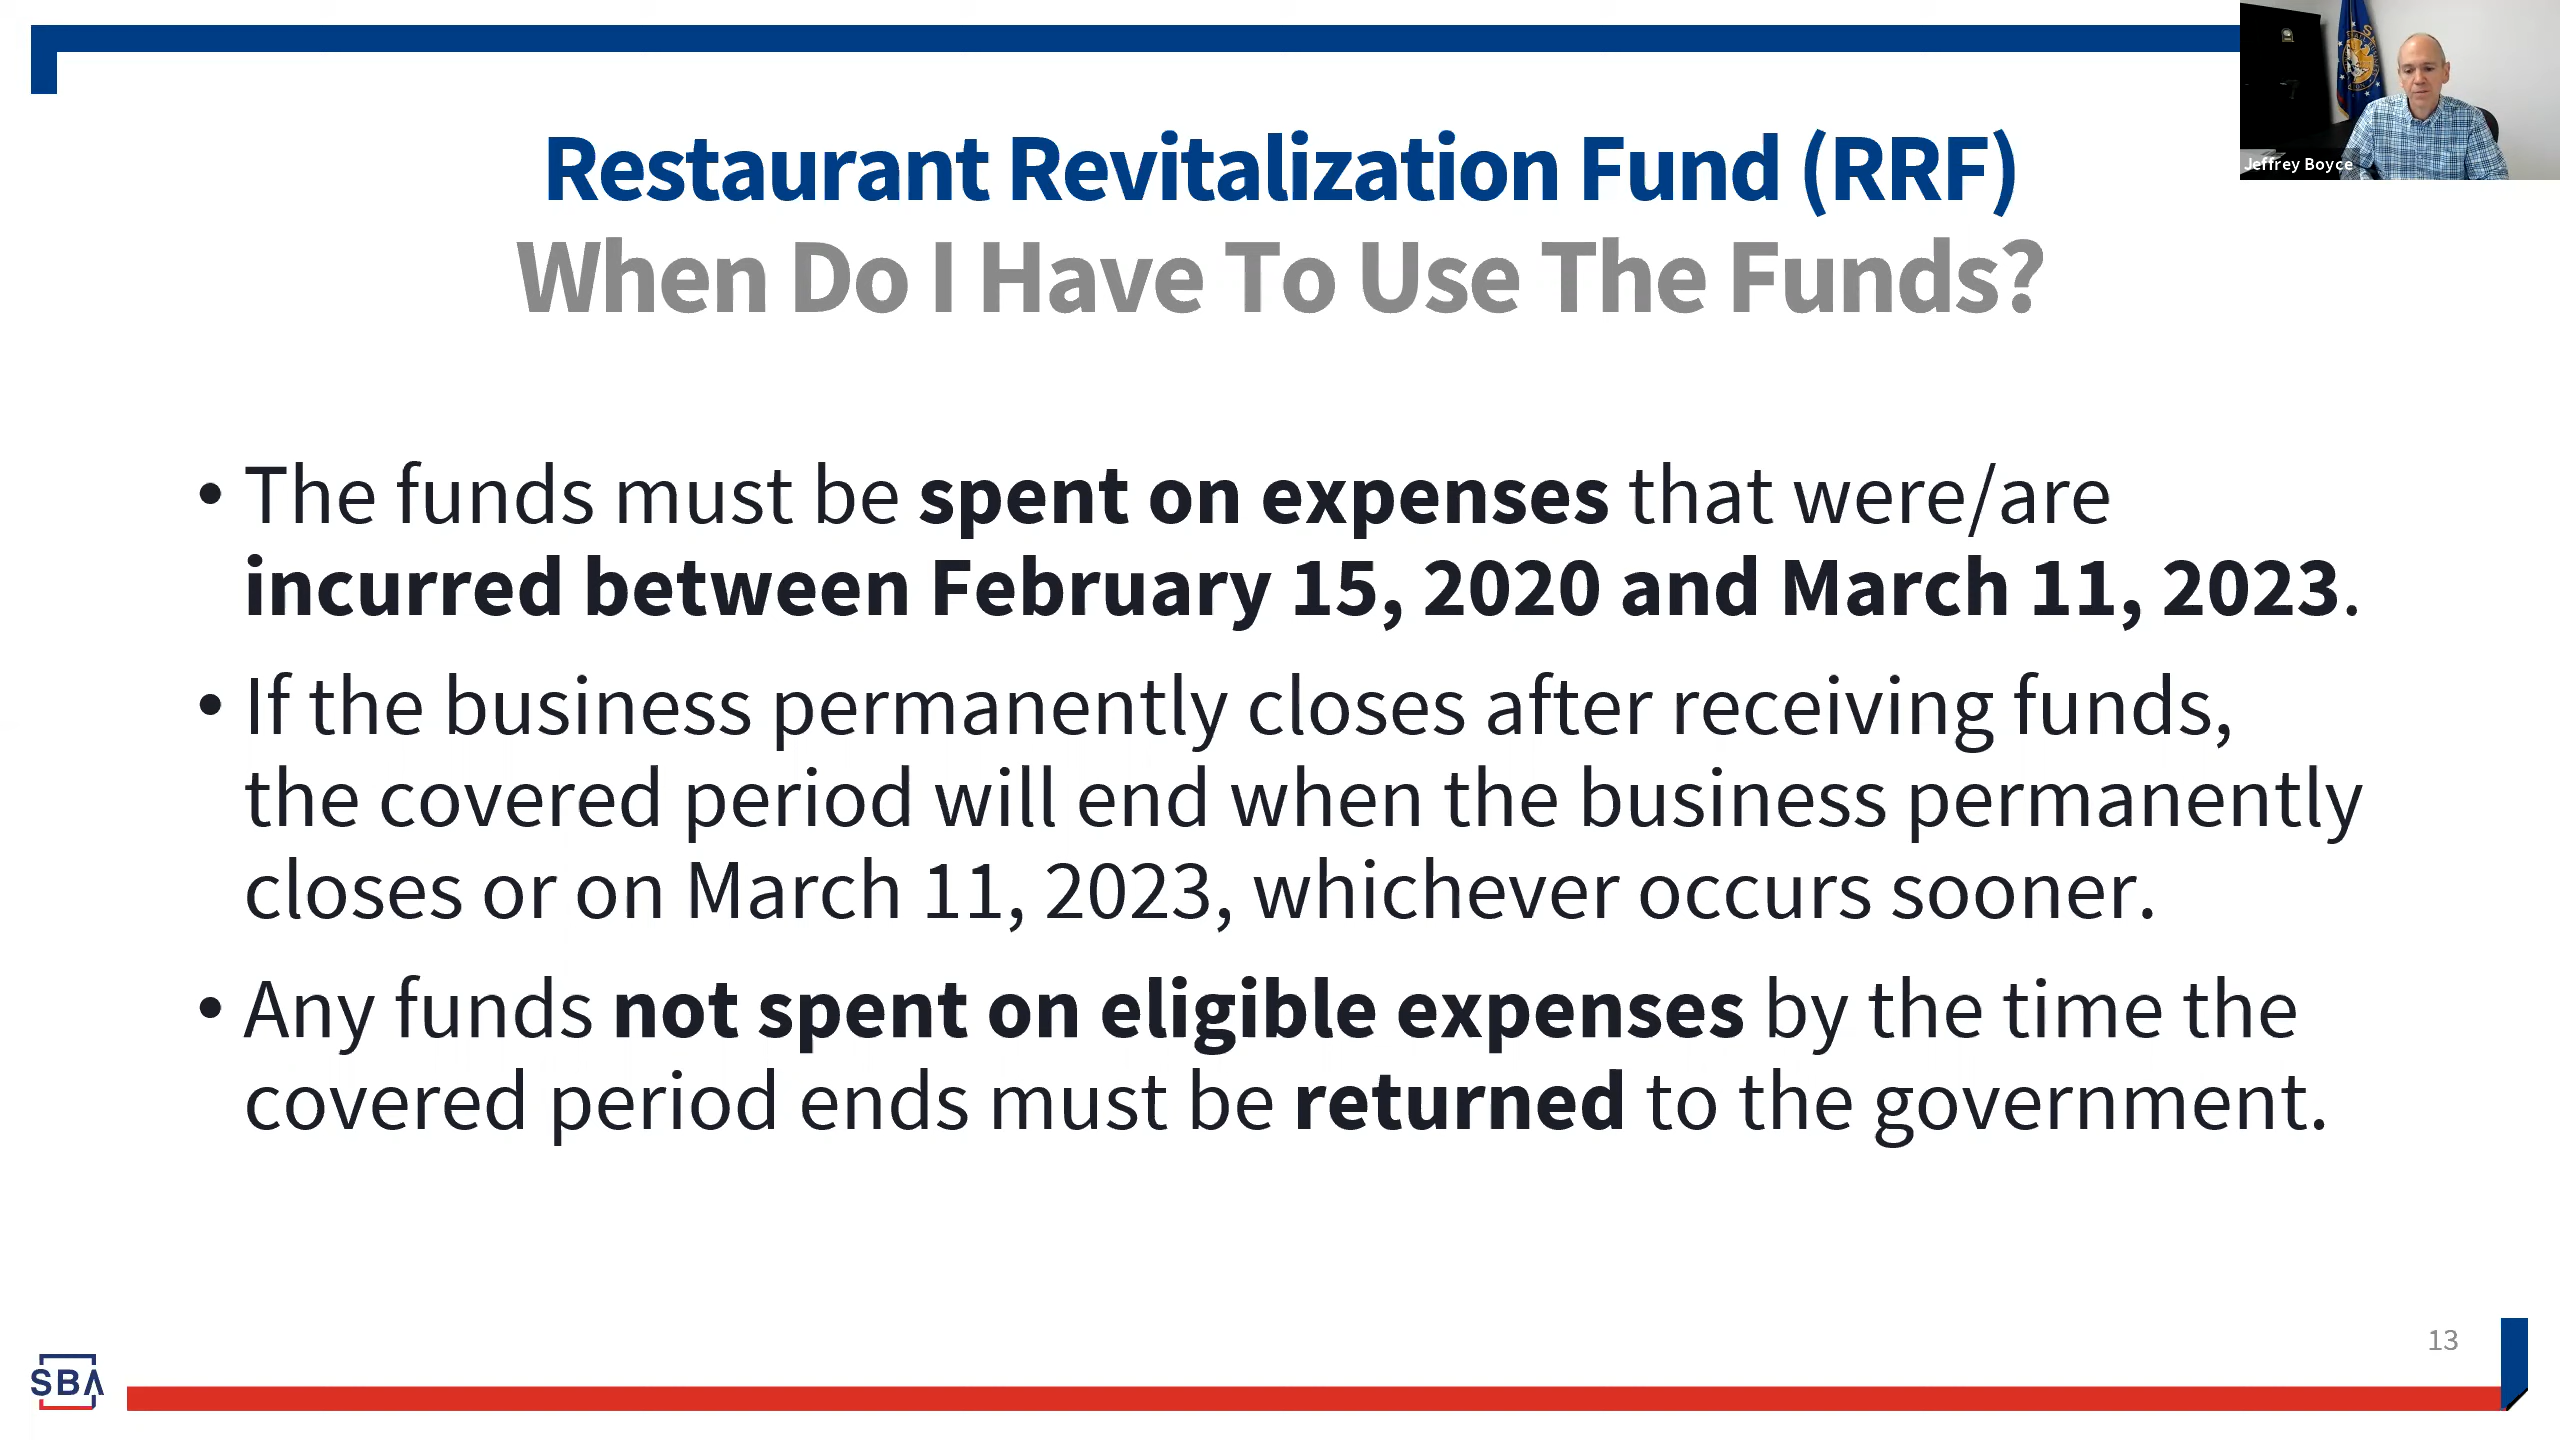 Restaurant Revitalization Fund (RRF)
When Do I Have To Use The Funds?
Jeffrey Boyce
• The funds must be spent on expenses that were/are
incurred between February 15, 2020 and March 11, 2023.
• If the business permanently closes after receiving funds,
the covered period will end when the business permanently
closes or on March 11, 2023, whichever occurs sooner.
• Any funds not spent on eligible expenses by the time the
covered period ends must be returned to the government.
13
SBA